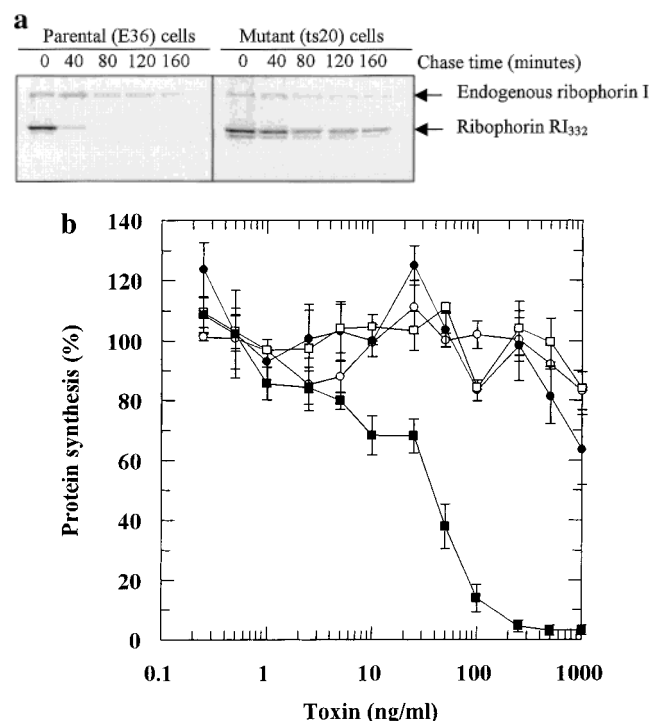 a
Parental (E36) cells Mutant (ts20) cells
0 40 80 120 160 0 40 80 120 160 Chase time (minutes)
Endogenous ribophorin I
Ribophorin RI332
b
140
120
100
80
60
40
20
0
Protein synthesis (%)
0.1 1 10 100 1000
Toxin (ng/ml)